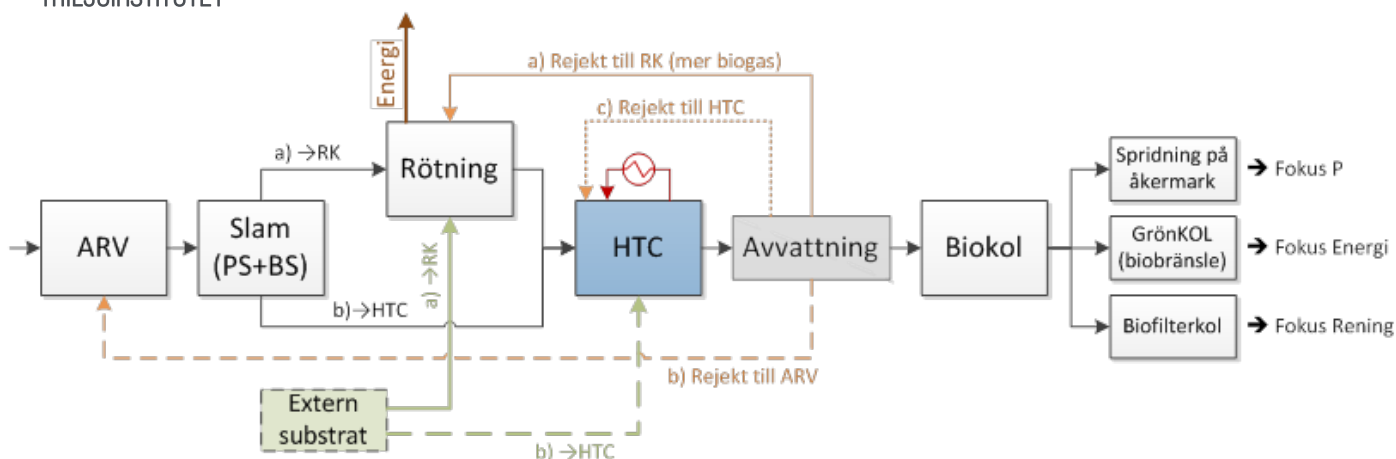 Energi
a) Rejekt till RK (mer biogas)
c) Rejekt till HTC
a) →RK
Rötning
ARV
Slam
(PS+BS)
a) →RK
b)→HTC
HTC
Avvattning
Biokol
Spridning på
åkermark
→ Fokus P
GrönKOL
(biobränsle)
→ Fokus Energi
Biofilterkol
→ Fokus Rening
b) Rejekt till ARV
Extern
substrat
b) →HTC